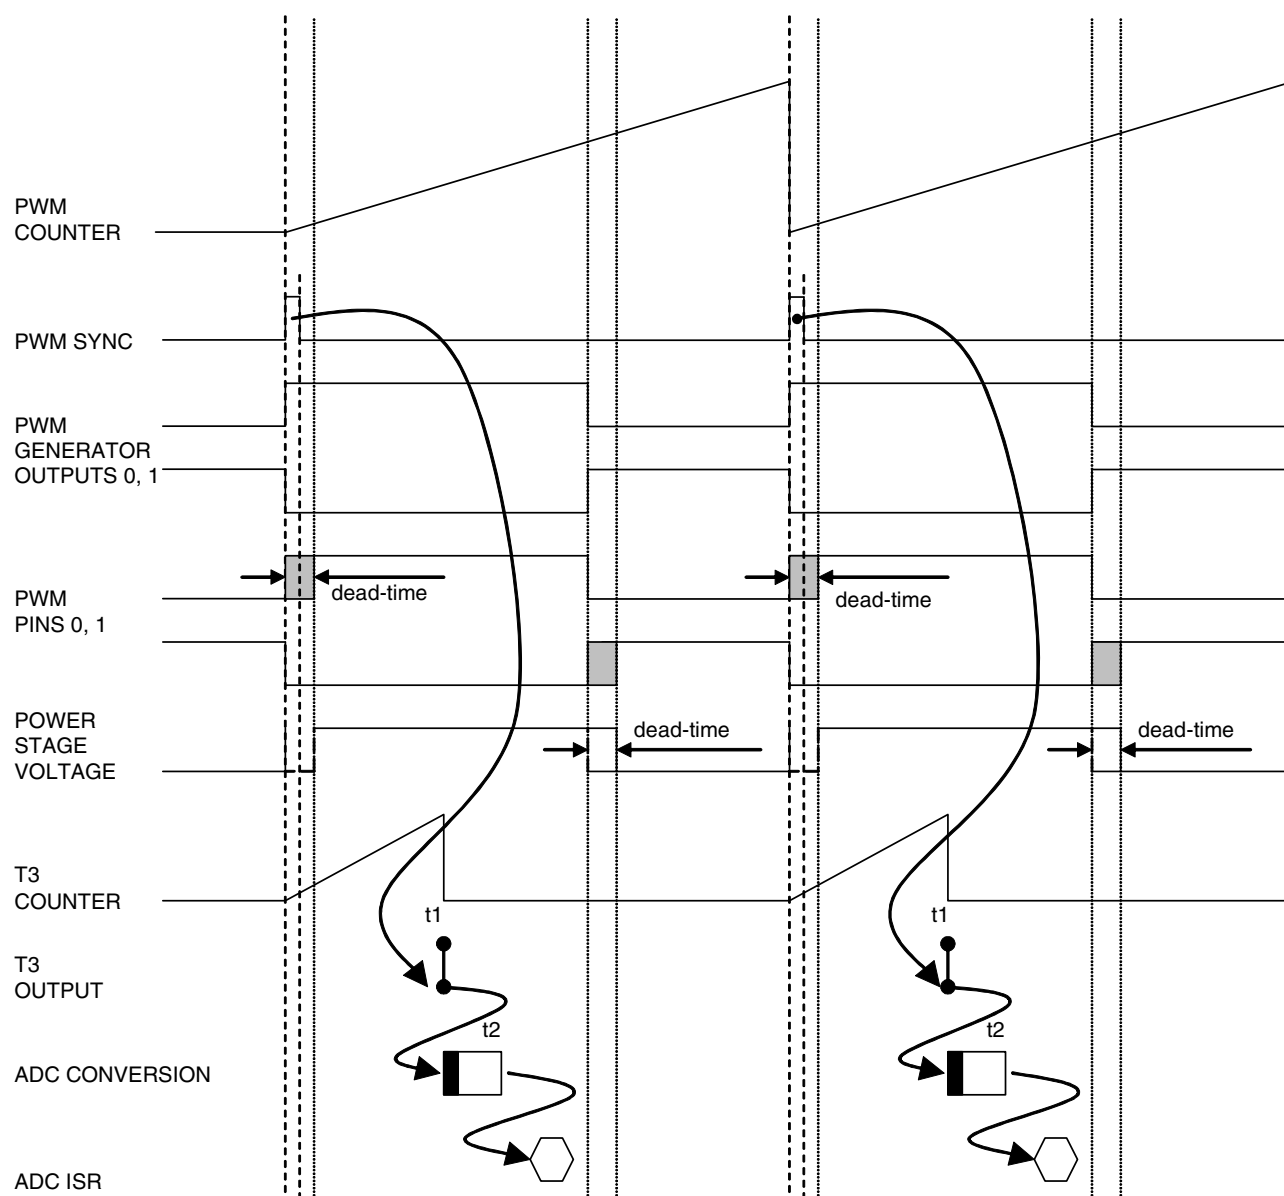 PWM
COUNTER
PWM SYNC
PWM
GENERATOR
OUTPUTS 0, 1
dead-time
dead-time
PWM
PINS 0, 1
POWER
STAGE
VOLTAGE
dead-time
dead-time
T3
COUNTER
t1
t1
T3
OUTPUT
t2
t2
ADC CONVERSION
ADC ISR